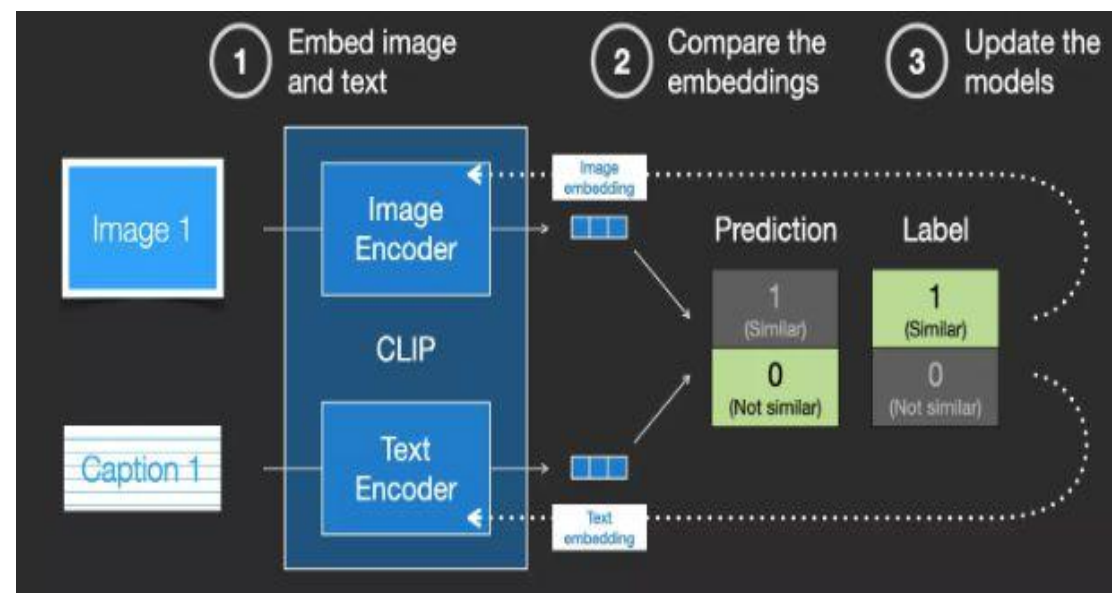 1
Embed image
and text
2
Compare the
embeddings
3
Update the
models
Image 1
Image
Encoder
Image
embedding
Prediction
Label
1
(Similar)
1
(Similar)
CLIP
0
(Not similar)
0
(Not similar)
Caption 1
Text
Encoder
Text
embedding